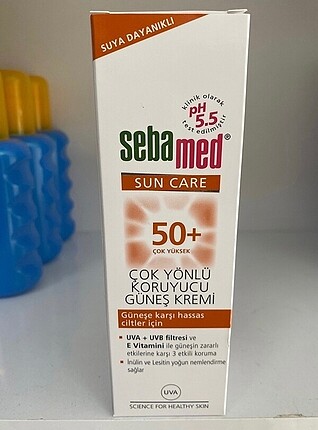 SUYA DAYANIKLI
klinik olarak
pH
5.5
test edilmiştir
sebamed®
SUN CARE
50+
ÇOK YÜKSEK
ÇOK YÖNLÜ
KORUYUCU
GÜNEŞ KREMİ
Güneşe karşı hassas
ciltler için
• UVA + UVB filtresi ve
E Vitamini ile güneşin zararlı
etkilerine karşı 3 etkili koruma
• İnülin ve Lesitin yoğun nemlendirme
sağlar
UVA
SCIENCE FOR HEALTHY SKIN